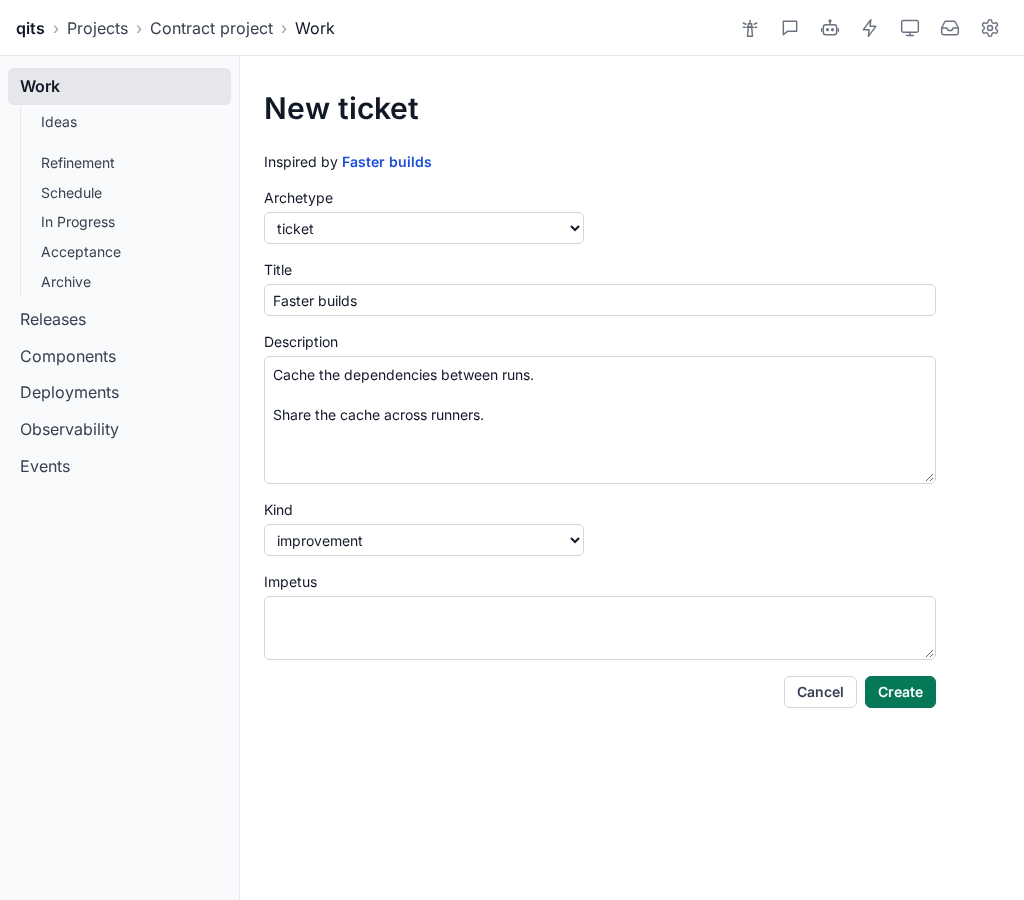 qits › Projects › Contract project › Work
Work
Ideas
Refinement
Schedule
In Progress
Acceptance
Archive
Releases
Components
Deployments
Observability
Events
New ticket
Inspired by Faster builds
Archetype
ticket
Title
Faster builds
Description
Cache the dependencies between runs.
Share the cache across runners.
Kind
improvement
Impetus
Cancel Create